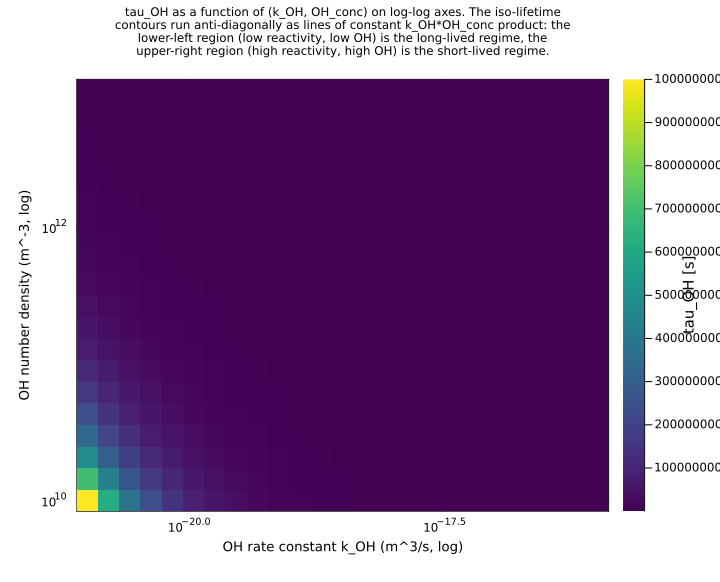 tau_OH as a function of (k_OH, OH_conc) on log-log axes. The iso-lifetime
contours run anti-diagonally as lines of constant k_OH*OH_conc product: the
lower-left region (low reactivity, low OH) is the long-lived regime, the
upper-right region (high reactivity, high OH) is the short-lived regime.
OH number density (m^-3, log)
10^12
10^10
10^-20.0
10^-17.5
OH rate constant k_OH (m^3/s, log)
1000000000
900000000
800000000
700000000
600000000
500000000
400000000
300000000
200000000
100000000
tau_OH [s]